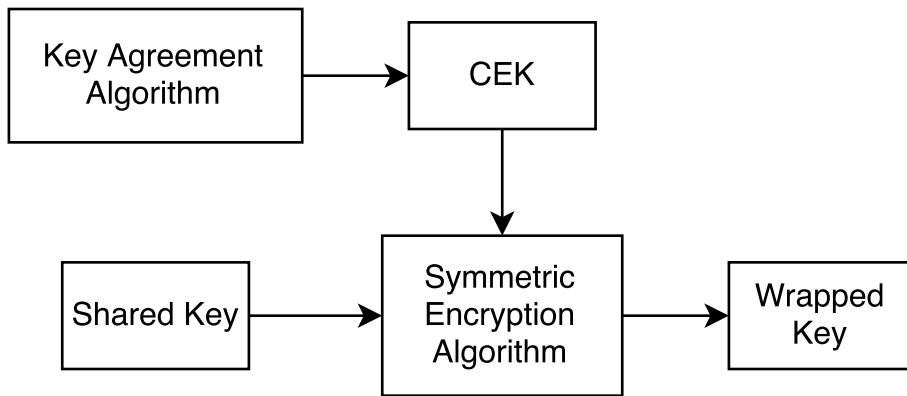 Key Agreement
Algorithm
CEK
Shared Key
Symmetric
Encryption
Algorithm
Wrapped
Key